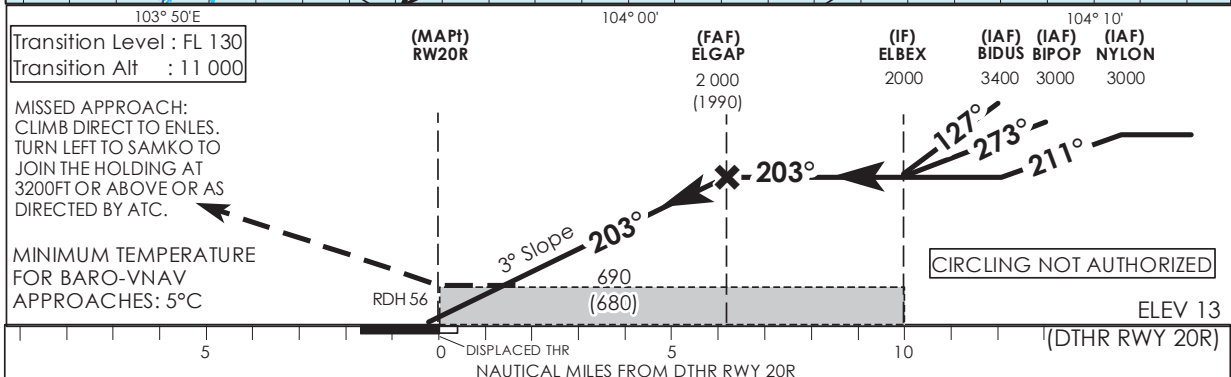 103° 50'E
104° 00'
104° 10'
Transition Level : FL 130
Transition Alt : 11 000
MISSED APPROACH:
CLIMB DIRECT TO ENLES.
TURN LEFT TO SAMKO TO
JOIN THE HOLDING AT
3200FT OR ABOVE OR AS
DIRECTED BY ATC.
MINIMUM TEMPERATURE
FOR BARO-VNAV
APPROACHES: 5°C
(MAPt)
RW20R
(FAF)
ELGAP
2 000
(1990)
(IF)
ELBEX
2000
(IAF)
BIDUS
3400
(IAF)
BIPOP
3000
(IAF)
NYLON
3000
127°
273°
211°
203°
203°
3° Slope
690
(680)
RDH 56
CIRCLING NOT AUTHORIZED
ELEV 13
(DTHR RWY 20R)
5
0
DISPLACED THR
5
10
NAUTICAL MILES FROM DTHR RWY 20R